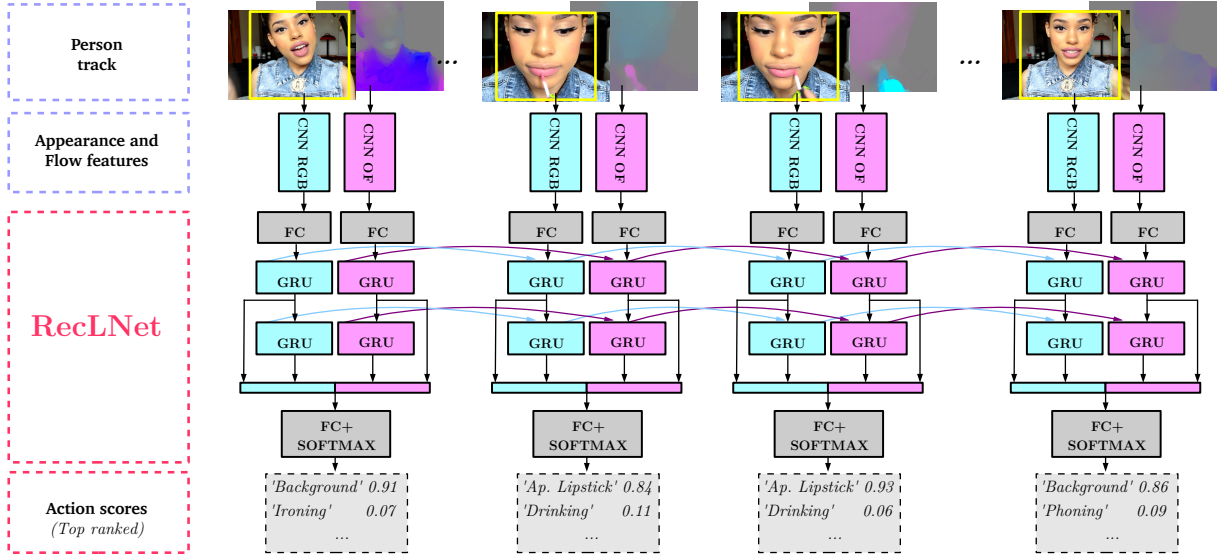 Person
track
...
...
Appearance and
Flow features
CNN RGB
CNN OF
CNN RGB
CNN OF
CNN RGB
CNN OF
CNN RGB
CNN OF
RecLNet
FC FC FC FC FC FC FC FC
GRU GRU GRU GRU GRU GRU GRU GRU
GRU GRU GRU GRU GRU GRU GRU GRU
FC+
SOFTMAX
FC+
SOFTMAX
FC+
SOFTMAX
FC+
SOFTMAX
Action scores
(Top ranked)
'Background' 0.91
'Ironing' 0.07
...
'Ap. Lipstick' 0.84
'Drinking' 0.11
...
'Ap. Lipstick' 0.93
'Drinking' 0.06
...
'Background' 0.86
'Phoning' 0.09
...